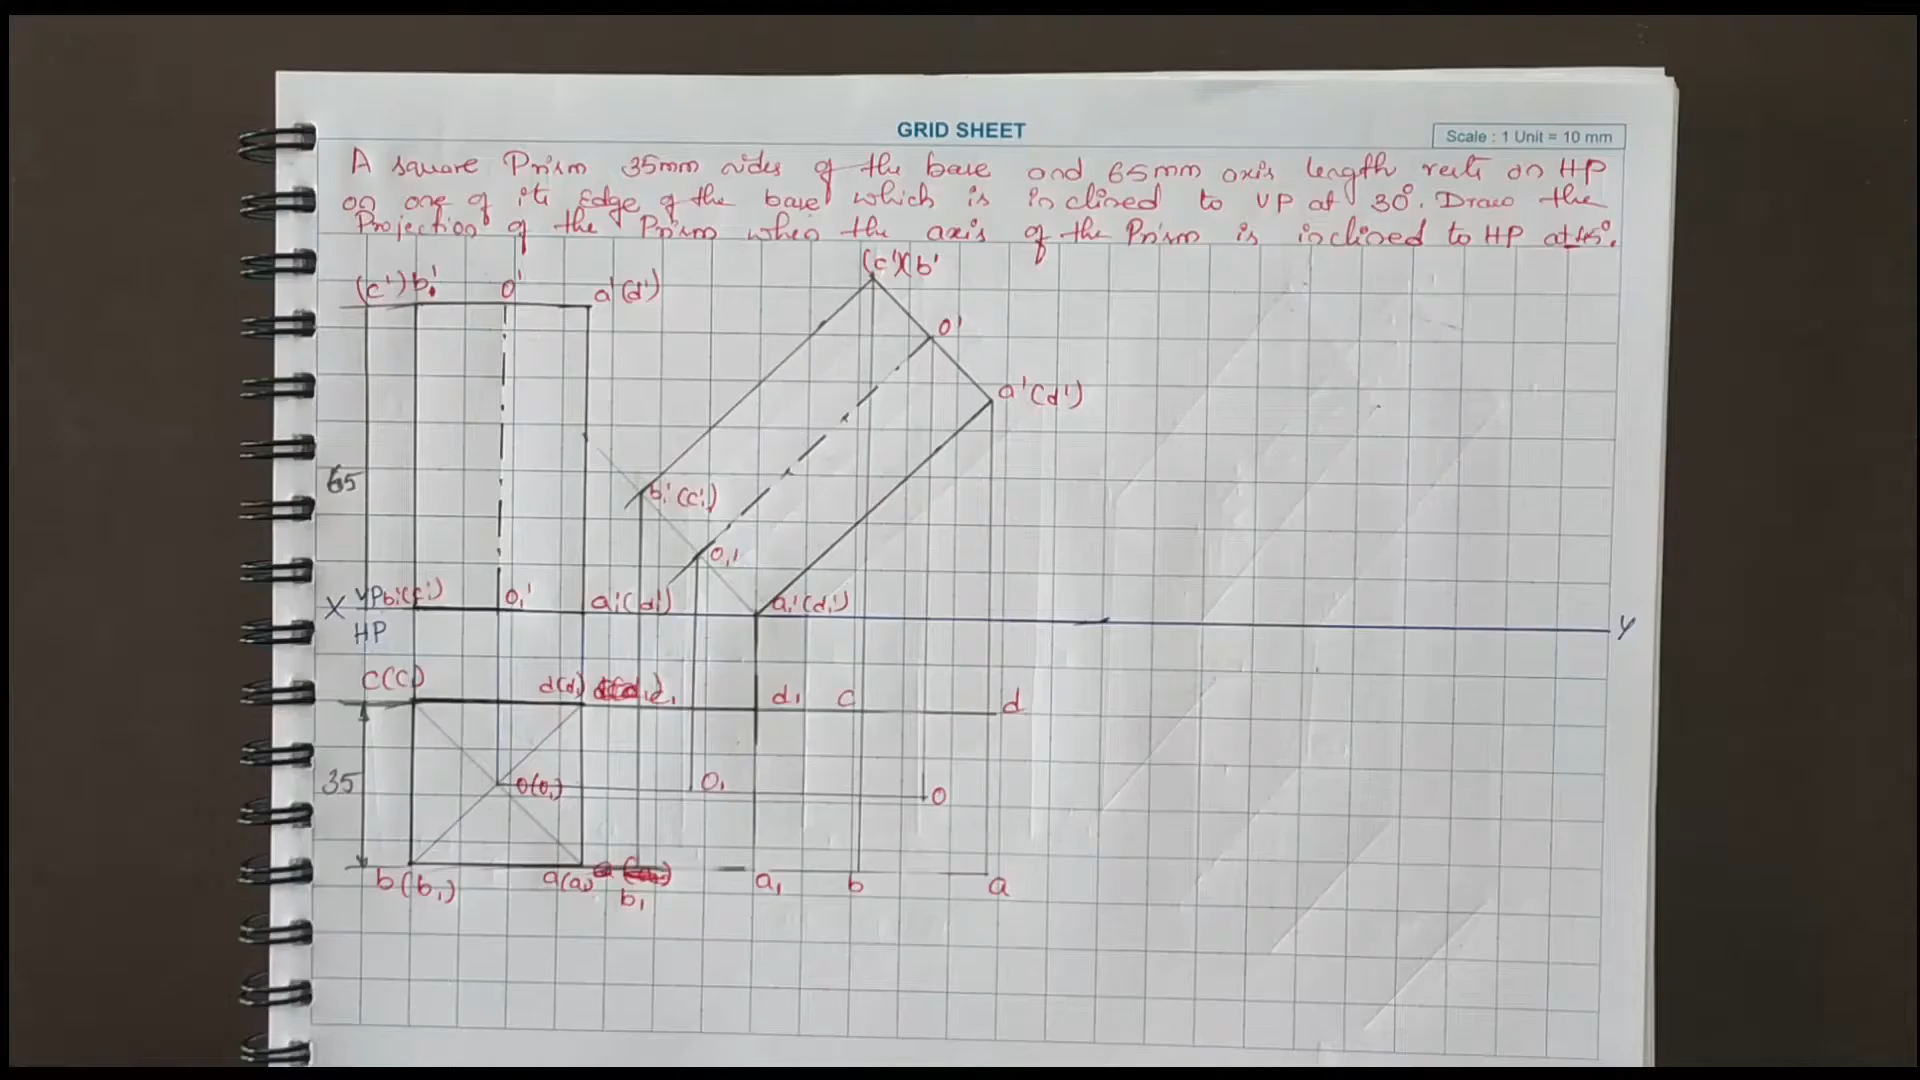 GRID SHEET
Scale : 1 Unit = 10 mm
A square Prism 35mm sides of the base and 65mm axis length rests on HP
on one of its Edge of the base which is inclined to VP at 30°. Draw the
Projection of the Prism when the axis of the Prism is inclined to HP at 45°.
(c')(b'
(c') b' o' a'(d')
o'
a'(d')
65
b₁'(c₁')
o₁'
X VP b₁'(c₁') o₁' a₁'(d₁') a₁'(d₁')
HP Y
c(c₁) d(d₁) c₁ d₁ c d
35 o(o₁) o₁ o
b(b₁) a(a₁) a₁ b a
b₁